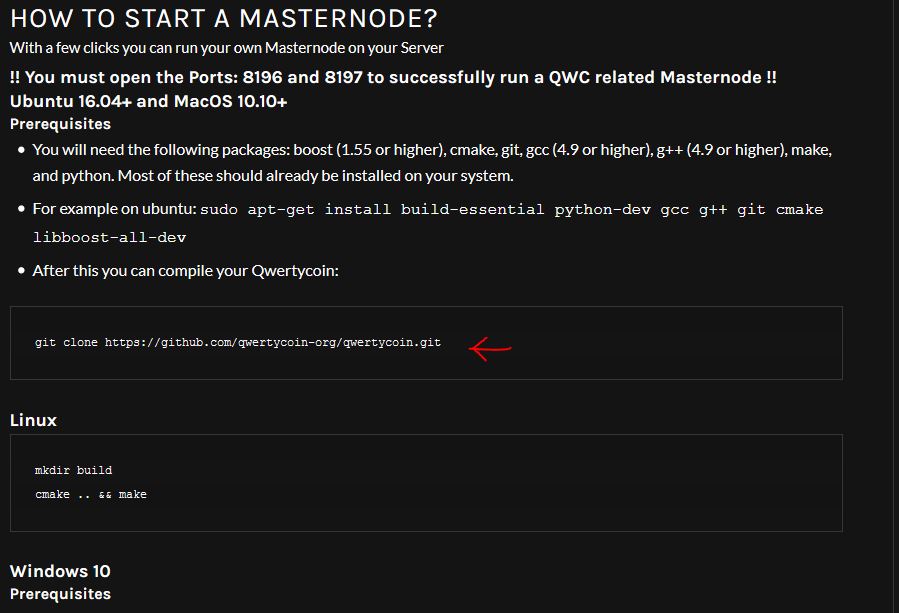 HOW TO START A MASTERNODE?
With a few clicks you can run your own Masternode on your Server
!! You must open the Ports: 8196 and 8197 to successfully run a QWC related Masternode !!
Ubuntu 16.04+ and MacOS 10.10+
Prerequisites
• You will need the following packages: boost (1.55 or higher), cmake, git, gcc (4.9 or higher), g++ (4.9 or higher), make,
and python. Most of these should already be installed on your system.
• For example on ubuntu: sudo apt-get install build-essential python-dev gcc g++ git cmake
libboost-all-dev
• After this you can compile your Qwertycoin:
git clone https://github.com/qwertycoin-org/qwertycoin.git
Linux
mkdir build
cmake .. && make
Windows 10
Prerequisites